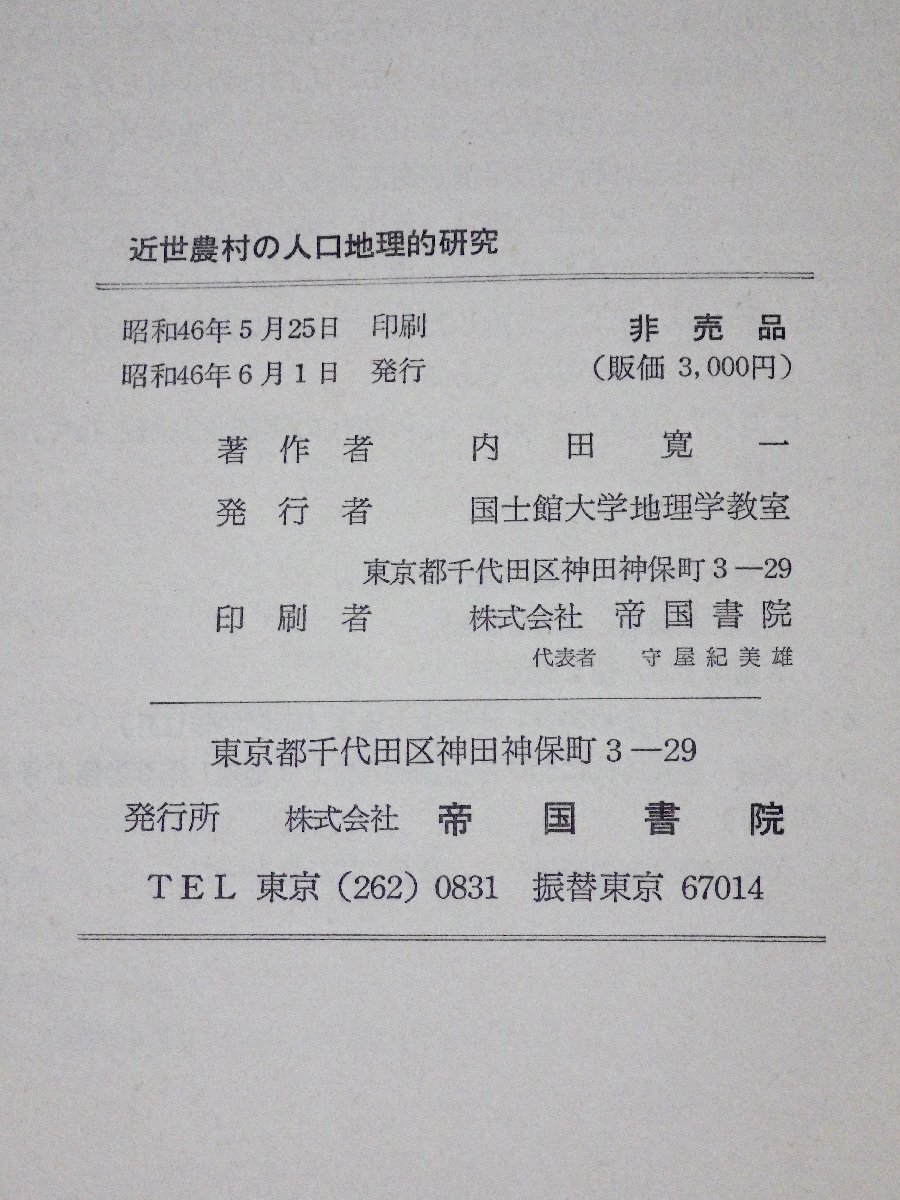 近世農村の人口地理的研究
昭和46年5月25日 印刷 非売品
昭和46年6月1日 発行 (販価 3,000円)
著作者 内田寛一
発行者 国士館大学地理学教室
東京都千代田区神田神保町3―29
印刷者 株式会社 帝国書院
代表者 守屋紀美雄
東京都千代田区神田神保町3―29
発行所 株式会社 帝国書院
TEL 東京(262)0831 振替東京 67014